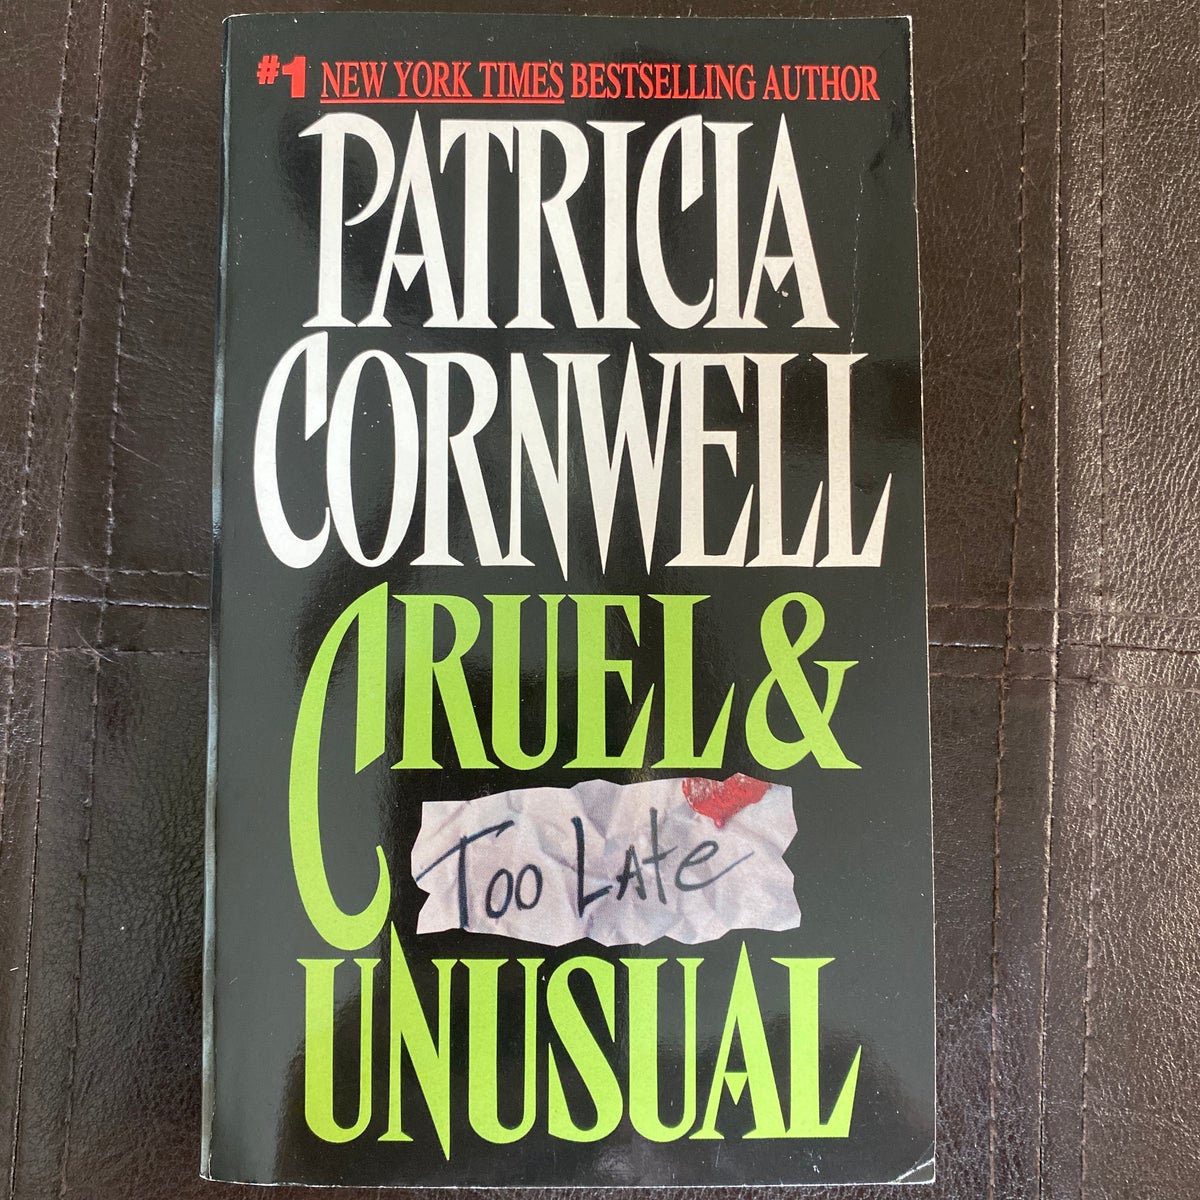 #1 NEW YORK TIMES BESTSELLING AUTHOR
PATRICIA
CORNWELL
CRUEL &
Too Late
UNUSUAL